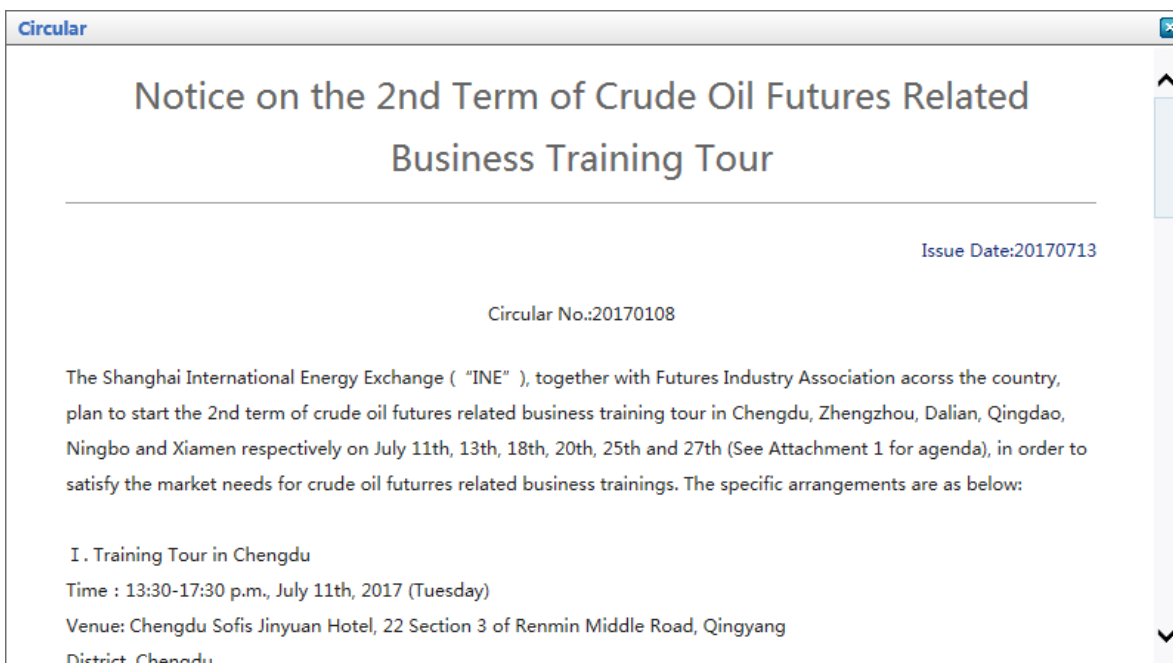 Circular
Notice on the 2nd Term of Crude Oil Futures Related
Business Training Tour
Issue Date:20170713
Circular No.:20170108
The Shanghai International Energy Exchange ( “INE” ), together with Futures Industry Association acorss the country,
plan to start the 2nd term of crude oil futures related business training tour in Chengdu, Zhengzhou, Dalian, Qingdao,
Ningbo and Xiamen respectively on July 11th, 13th, 18th, 20th, 25th and 27th (See Attachment 1 for agenda), in order to
satisfy the market needs for crude oil futurres related business trainings. The specific arrangements are as below:
Ⅰ. Training Tour in Chengdu
Time : 13:30-17:30 p.m., July 11th, 2017 (Tuesday)
Venue: Chengdu Sofis Jinyuan Hotel, 22 Section 3 of Renmin Middle Road, Qingyang
District, Chengdu